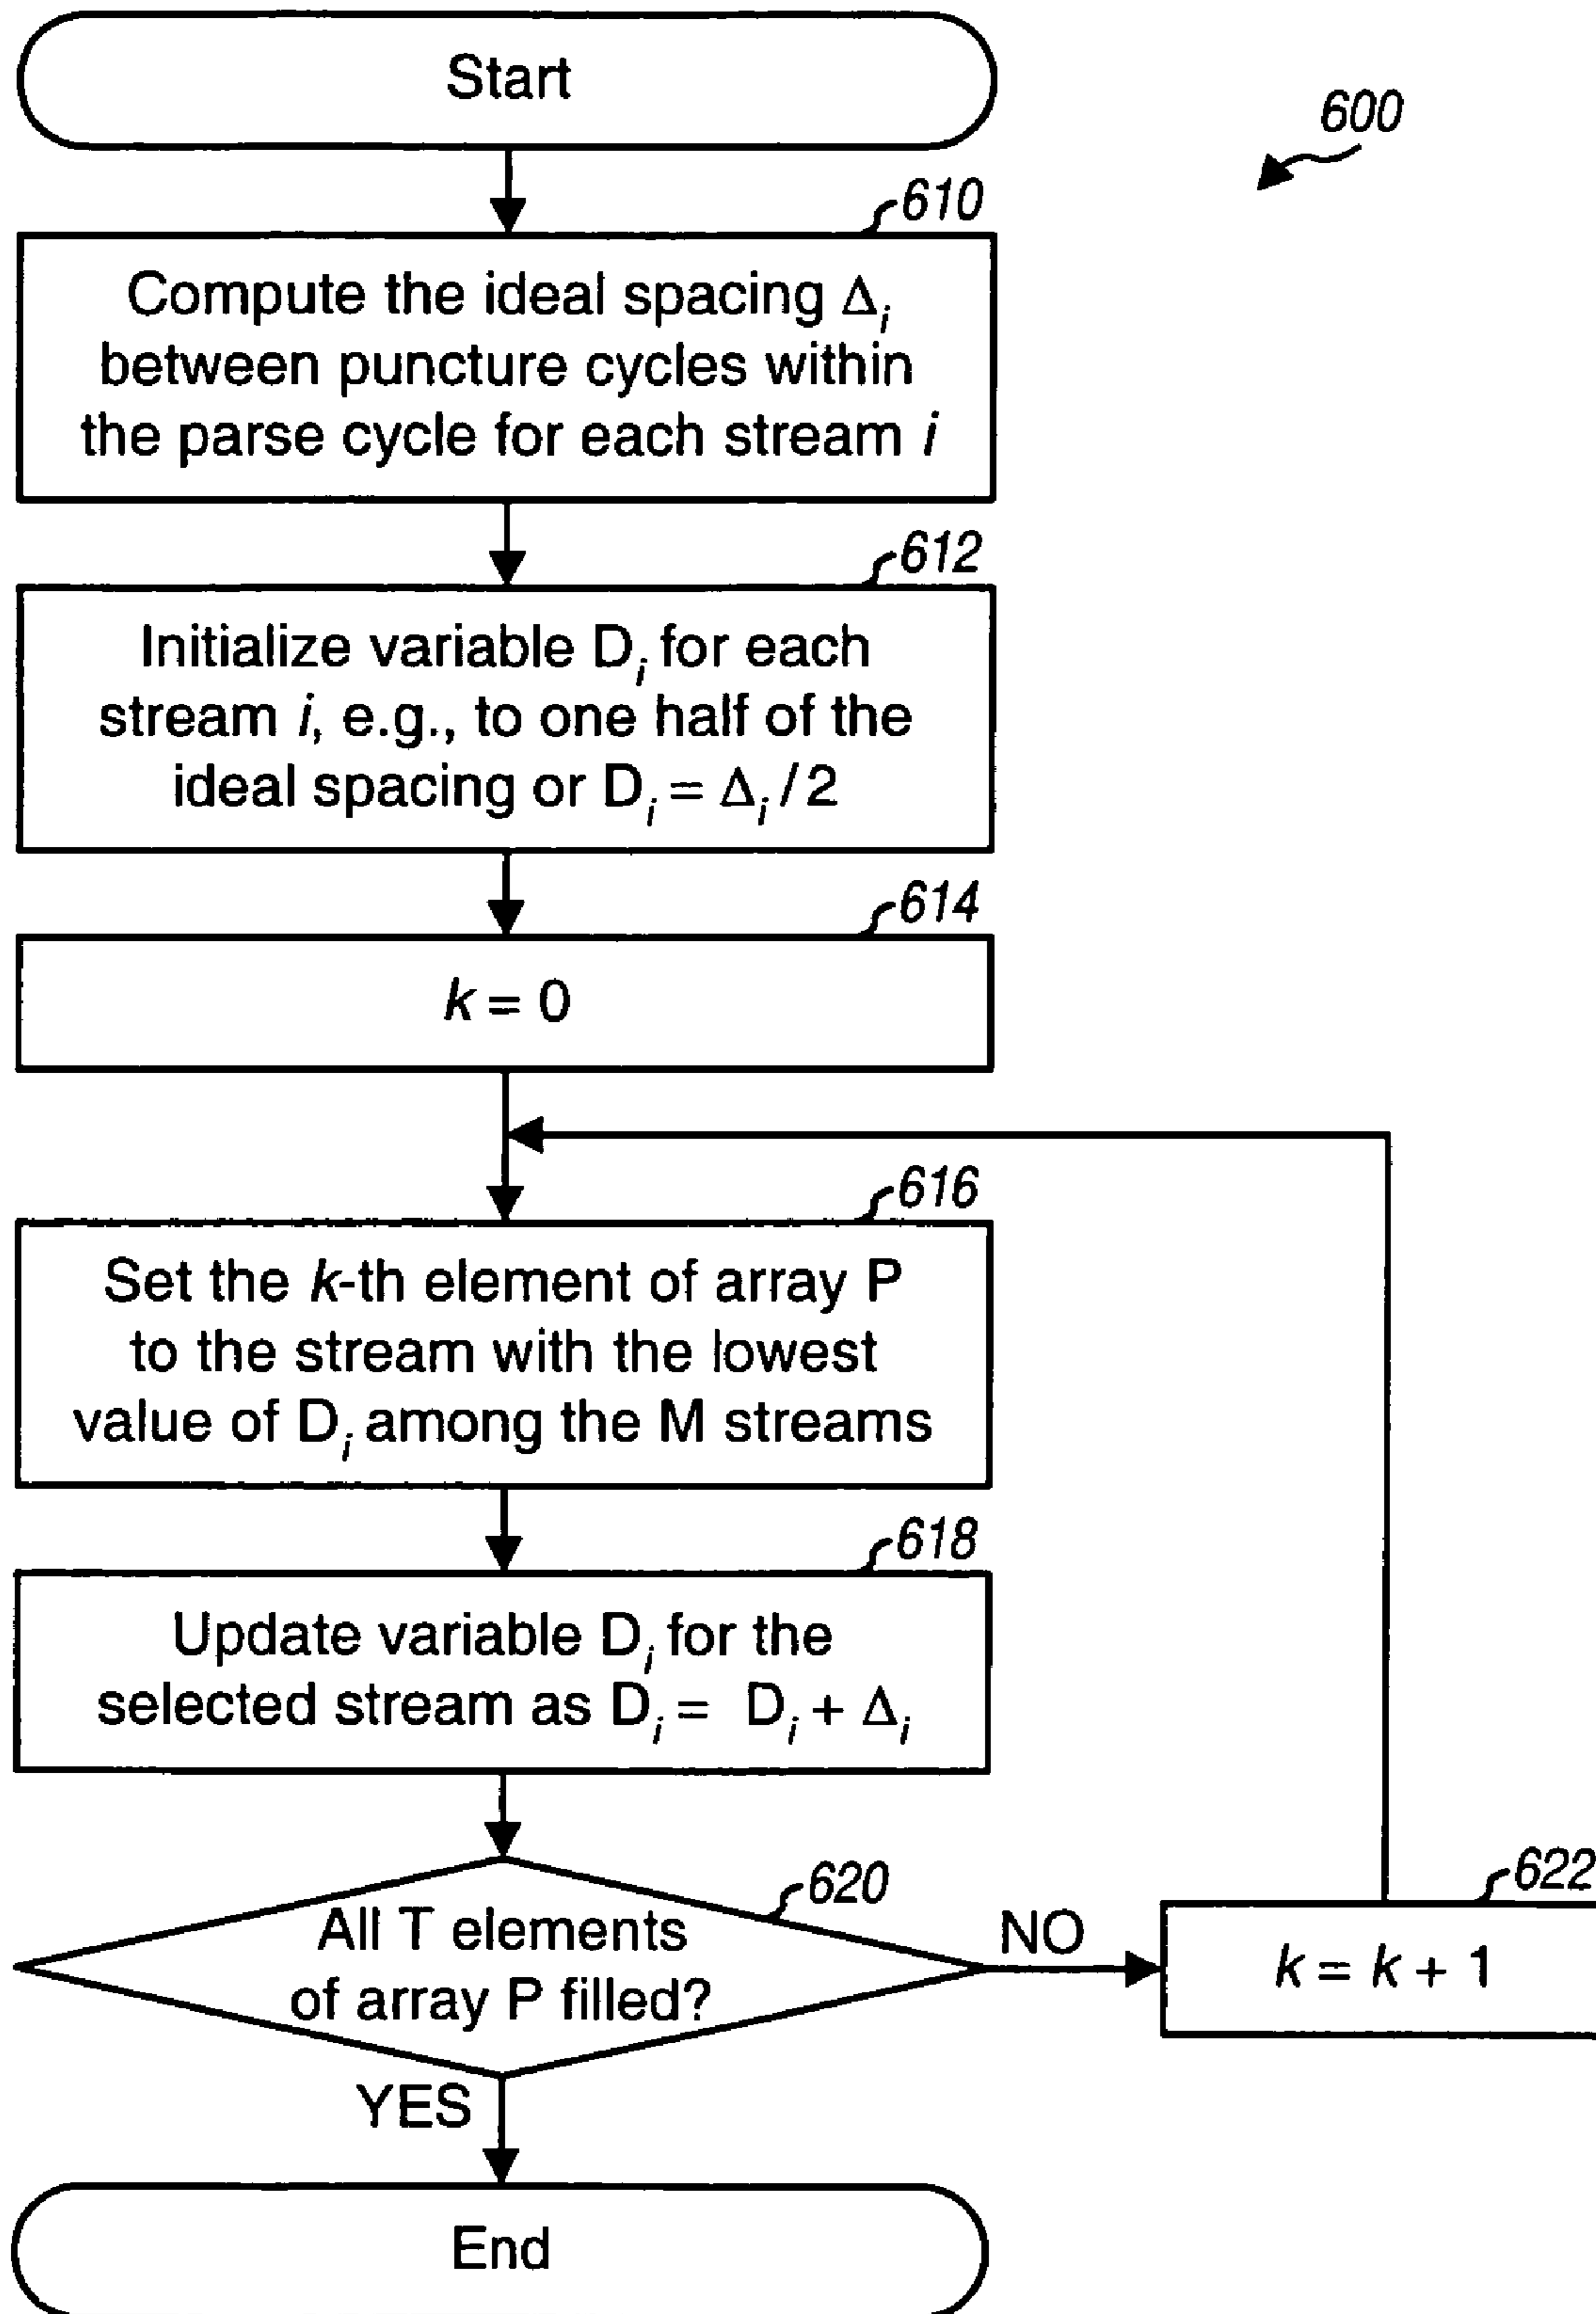 Start
600
610
Compute the ideal spacing Δi
between puncture cycles within
the parse cycle for each stream i
612
Initialize variable Di for each
stream i, e.g., to one half of the
ideal spacing or Di = Δi / 2
614
k = 0
616
Set the k-th element of array P
to the stream with the lowest
value of Di among the M streams
618
Update variable Di for the
selected stream as Di = Di + Δi
620
All T elements
of array P filled?
NO
622
k = k + 1
YES
End